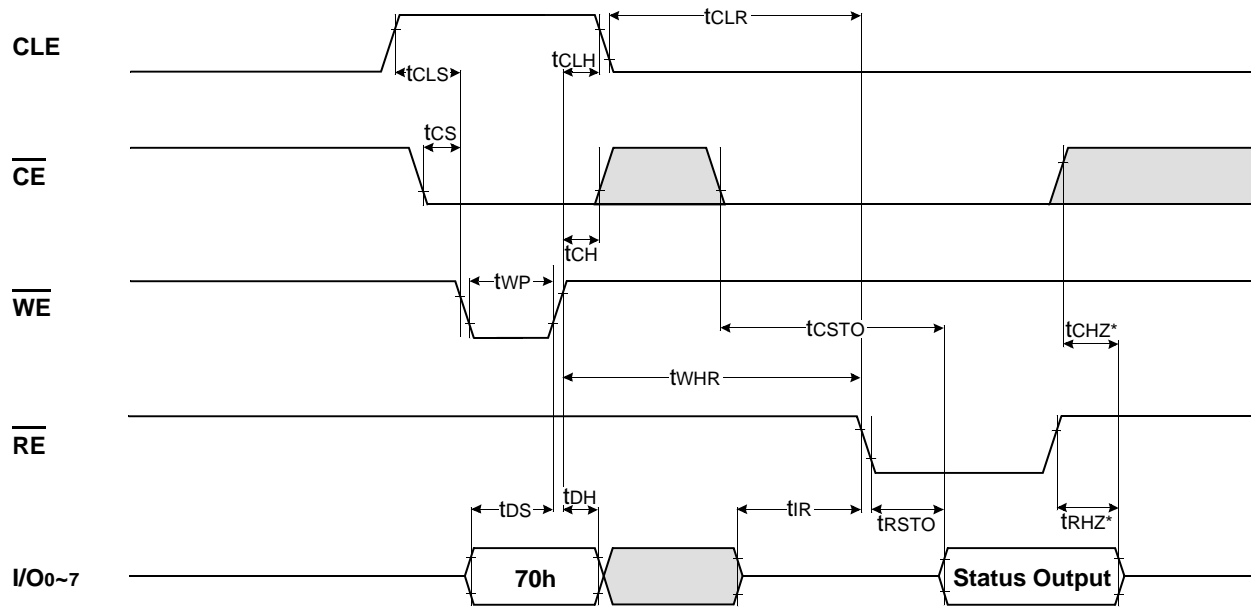 CLE
tCLR
tCLS
tCLH
tCS
CE
tCH
WE
tWP
tCSTO
tCHZ*
tWHR
RE
tDS
tDH
tIR
tRSTO
tRHZ*
I/O0~7
70h
Status Output